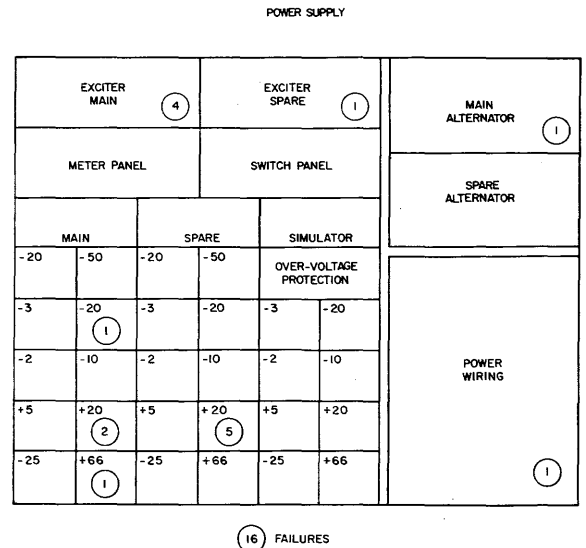 POWER SUPPLY
EXCITER
MAIN
4
EXCITER
SPARE
1
MAIN
ALTERNATOR
1
METER PANEL
SWITCH PANEL
SPARE
ALTERNATOR
MAIN
SPARE
SIMULATOR
-20 -50 -20 -50
OVER-VOLTAGE
PROTECTION
-3 -20 -3 -20 -3 -20
1
-2 -10 -2 -10 -2 -10
POWER
WIRING
+5 +20 +5 +20 +5 +20
2 5
-25 +66 -25 +66 -25 +66
1 1
16 FAILURES